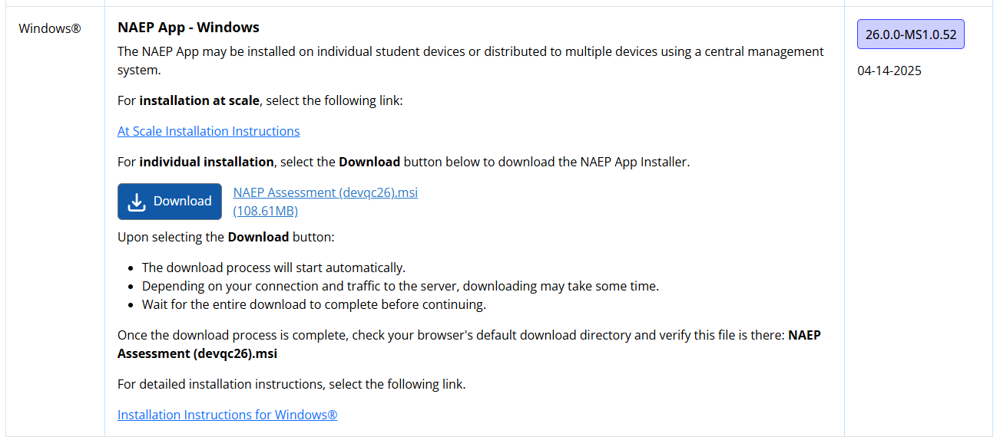 Windows®
NAEP App - Windows
The NAEP App may be installed on individual student devices or distributed to multiple devices using a central management
system.
For installation at scale, select the following link:
At Scale Installation Instructions
For individual installation, select the Download button below to download the NAEP App Installer.
Download
NAEP Assessment (devqc26).msi
(108.61MB)
Upon selecting the Download button:
• The download process will start automatically.
• Depending on your connection and traffic to the server, downloading may take some time.
• Wait for the entire download to complete before continuing.
Once the download process is complete, check your browser's default download directory and verify this file is there: NAEP
Assessment (devqc26).msi
For detailed installation instructions, select the following link.
Installation Instructions for Windows®
26.0.0-MS1.0.52
04-14-2025